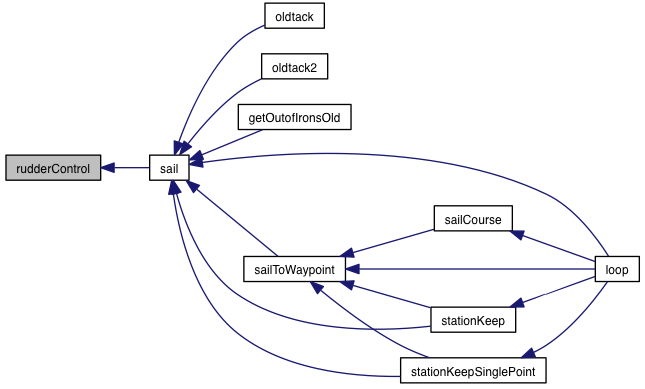 oldtack
oldtack2
getOutofIronsOld
rudderControl
sail
sailCourse
sailToWaypoint
loop
stationKeep
stationKeepSinglePoint